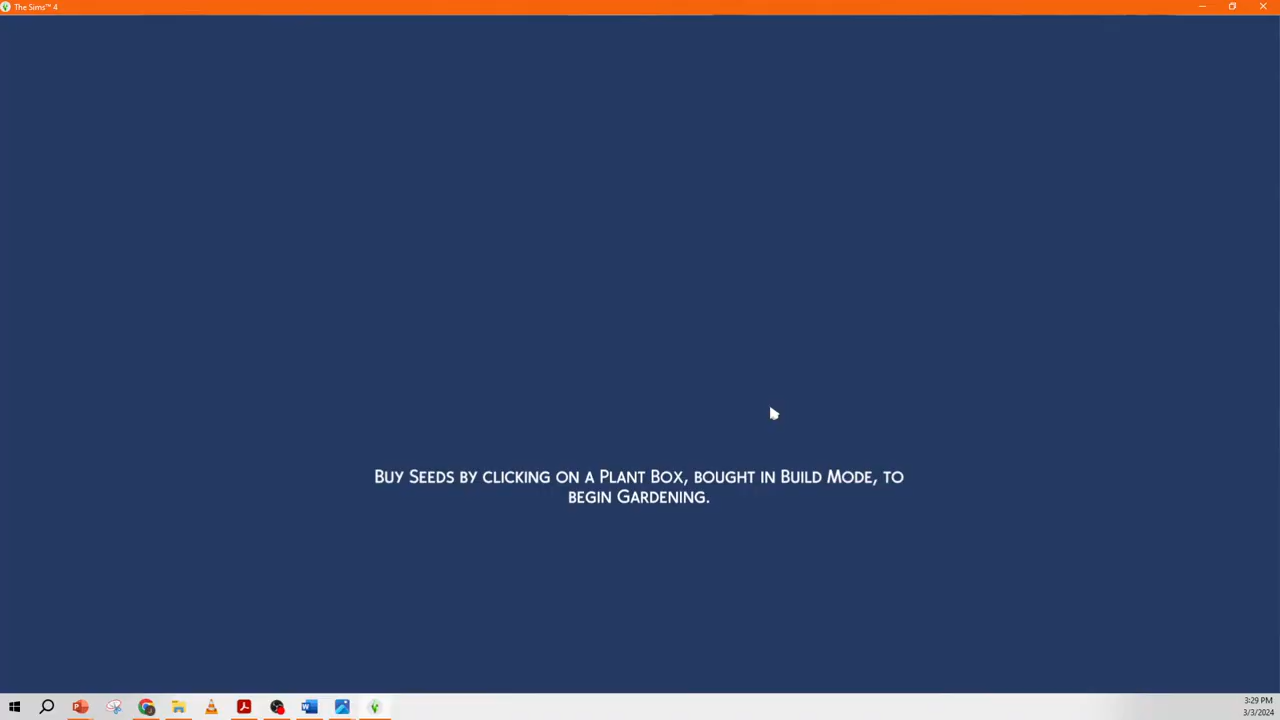 The Sims™ 4
Buy Seeds by clicking on a Plant Box, bought in Build Mode, to
begin Gardening.
3:29 PM
3/3/2024